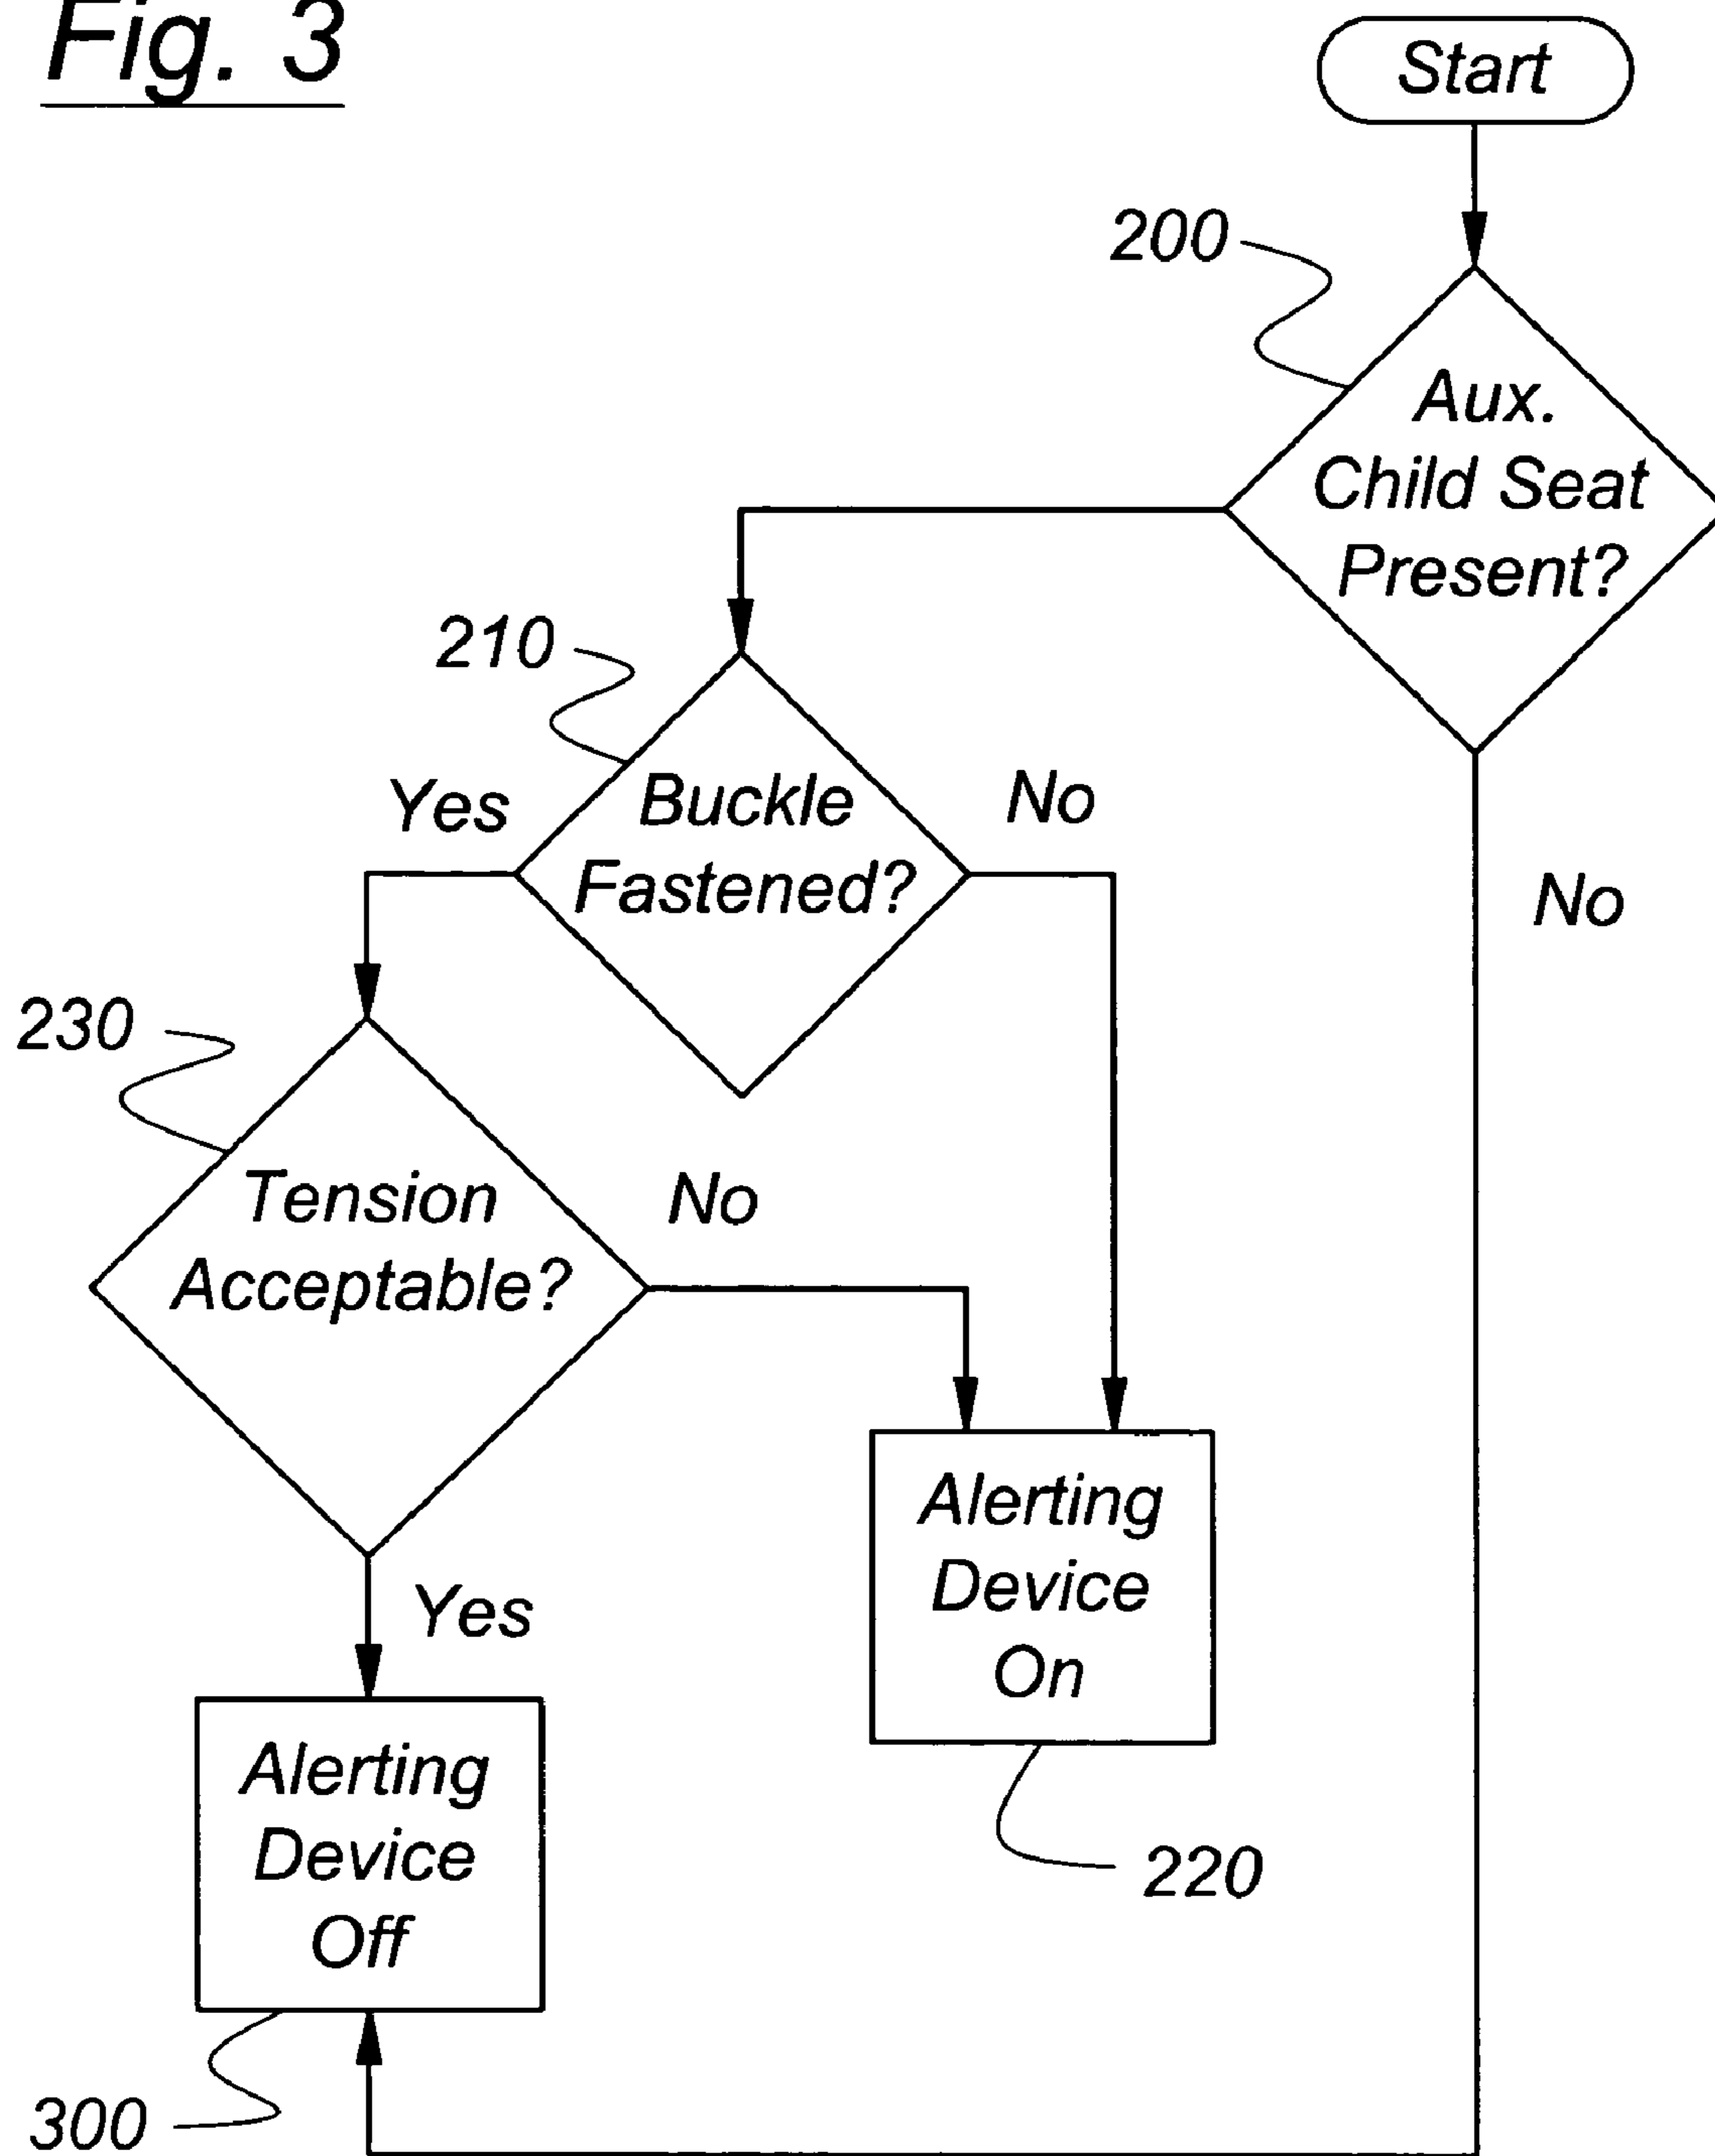 Fig. 3
Start
200
Aux.
Child Seat
Present?
210
Yes
Buckle
Fastened?
No
No
230
Tension
Acceptable?
No
Yes
Alerting
Device
On
220
Alerting
Device
Off
300